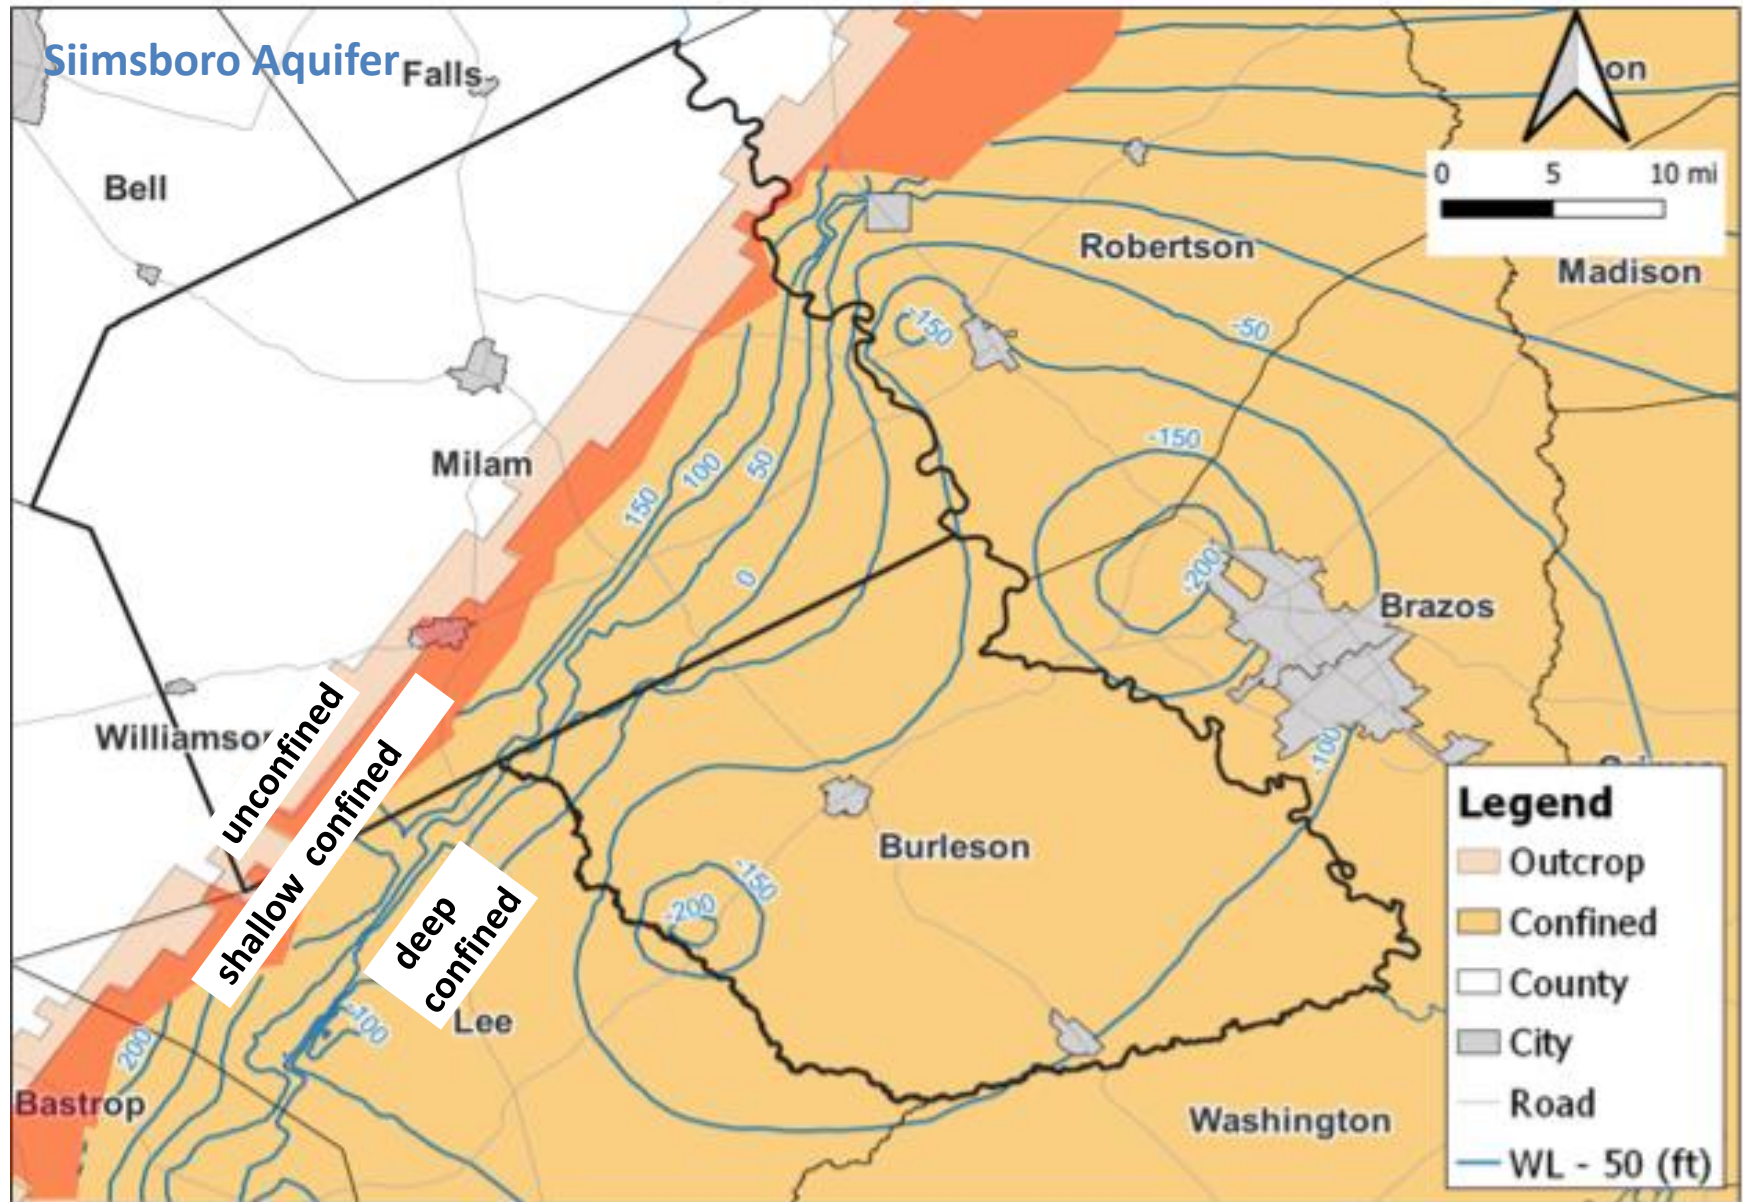 Siimsboro Aquifer
Falls
on
Bell
0 5 10 mi
Robertson
Madison
-150
-50
-150
Milam
150
100
50
0
-200
Brazos
Williamson
unconfined
shallow confined
-100
Burleson
deep
confined
-150
-200
Lee
-100
200
Bastrop
Washington
Legend
Outcrop
Confined
County
City
Road
WL - 50 (ft)